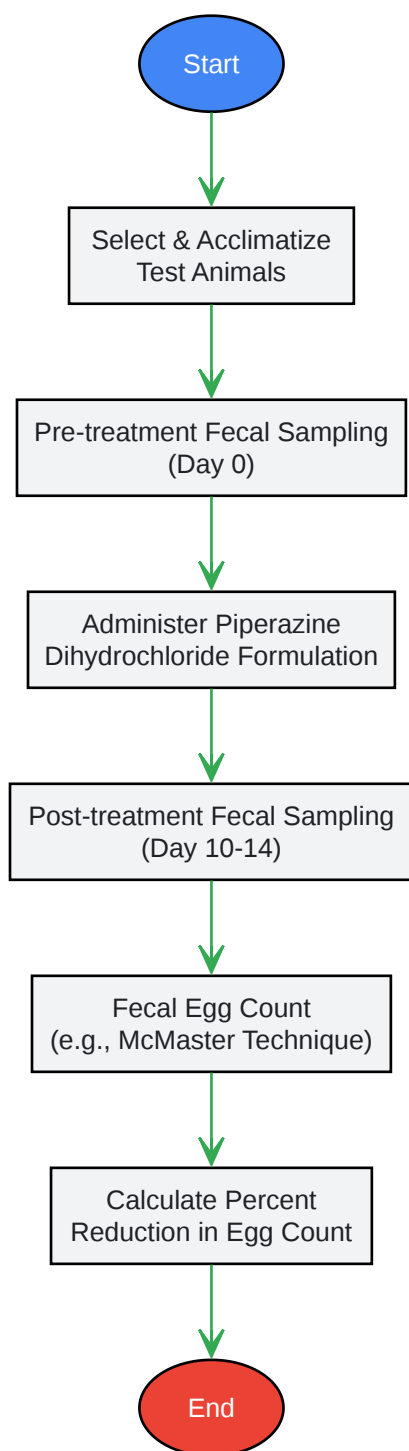 Start
Select & Acclimatize
Test Animals
Pre-treatment Fecal Sampling
(Day 0)
Administer Piperazine
Dihydrochloride Formulation
Post-treatment Fecal Sampling
(Day 10-14)
Fecal Egg Count
(e.g., McMaster Technique)
Calculate Percent
Reduction in Egg Count
End